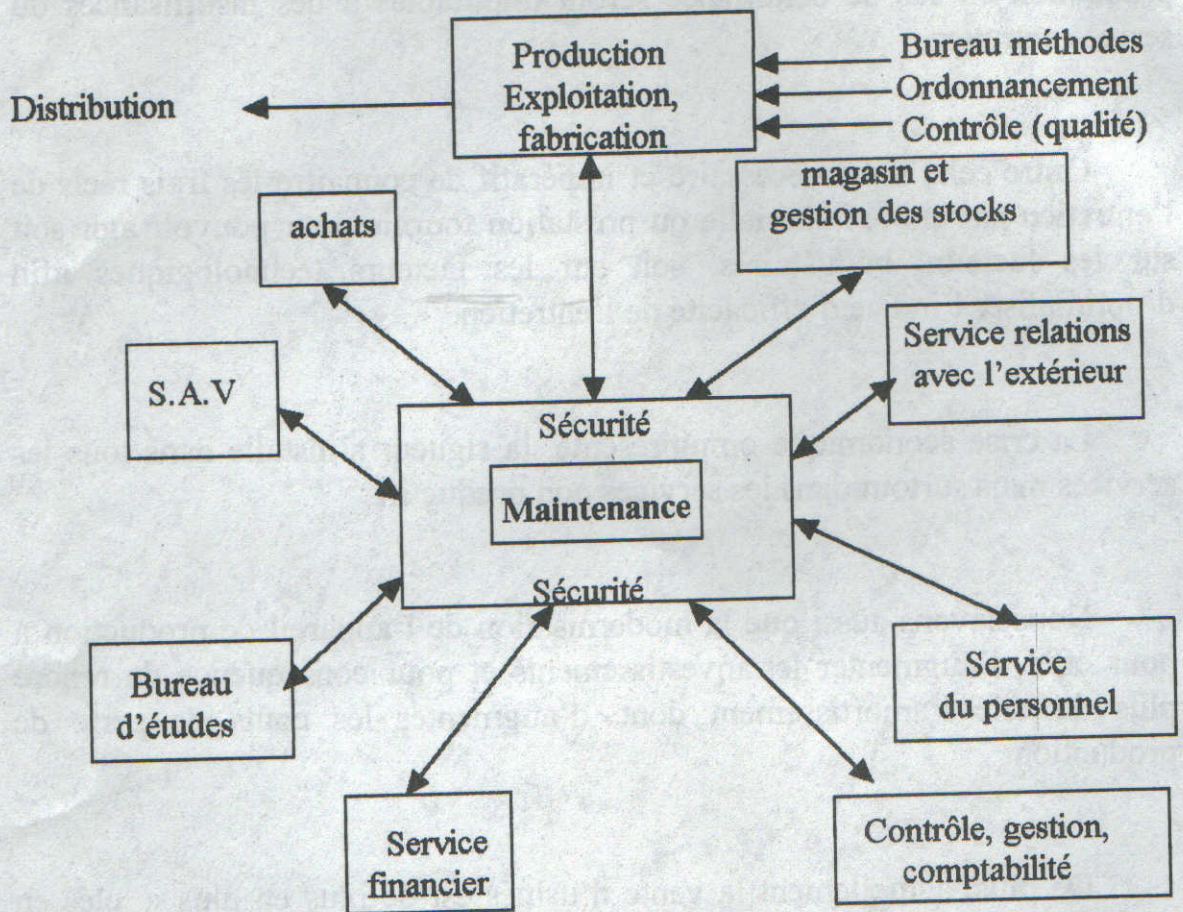 Production
Exploitation,
fabrication
Bureau méthodes
Ordonnancement
Contrôle (qualité)
Distribution
achats
magasin et
gestion des stocks
S.A.V
Service relations
avec l’extérieur
Sécurité
Maintenance
Sécurité
Bureau
d’études
Service
du personnel
Service
financier
Contrôle, gestion,
comptabilité